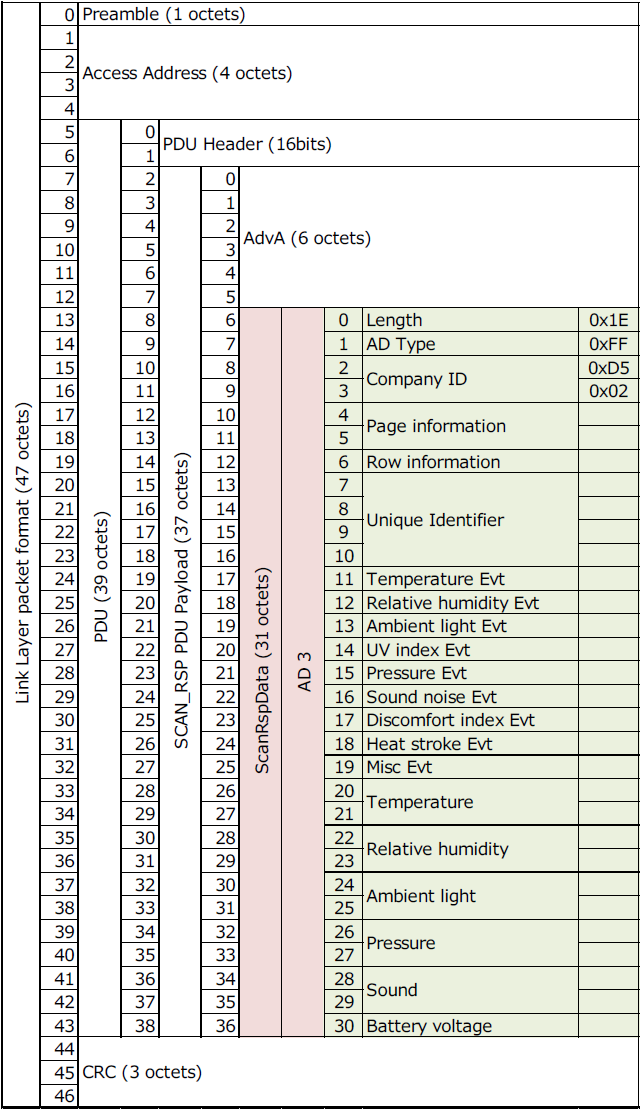 0 Preamble (1 octets)
1
2
Access Address (4 octets)
3
4
5 0
PDU Header (16bits)
6 1
7 2 0
8 3 1
9 4 2
AdvA (6 octets)
10 5 3
11 6 4
12 7 5
13 8 6 0 Length 0x1E
14 9 7 1 AD Type 0xFF
15 10 8 2 0xD5
Company ID
16 11 9 3 0x02
17 12 10 4
Page information
18 13 11 5
19 14 12 6 Row information
20 15 13 7
21 16 14 8
Unique Identifier
22 17 15 9
23 18 16 10
24 19 17 11 Temperature Evt
25 20 18 12 Relative humidity Evt
26 21 19 13 Ambient light Evt
27 22 20 14 UV index Evt
28 23 21 15 Pressure Evt
29 24 22 16 Sound noise Evt
30 25 23 17 Discomfort index Evt
31 26 24 18 Heat stroke Evt
32 27 25 19 Misc Evt
33 28 26 20
Temperature
34 29 27 21
35 30 28 22
Relative humidity
36 31 29 23
37 32 30 24
Ambient light
38 33 31 25
39 34 32 26
Pressure
40 35 33 27
41 36 34 28
Sound
42 37 35 29
43 38 36 30 Battery voltage
44
45 CRC (3 octets)
46
Link Layer packet format (47 octets)
PDU (39 octets)
SCAN_RSP PDU Payload (37 octets)
ScanRspData (31 octets)
AD 3